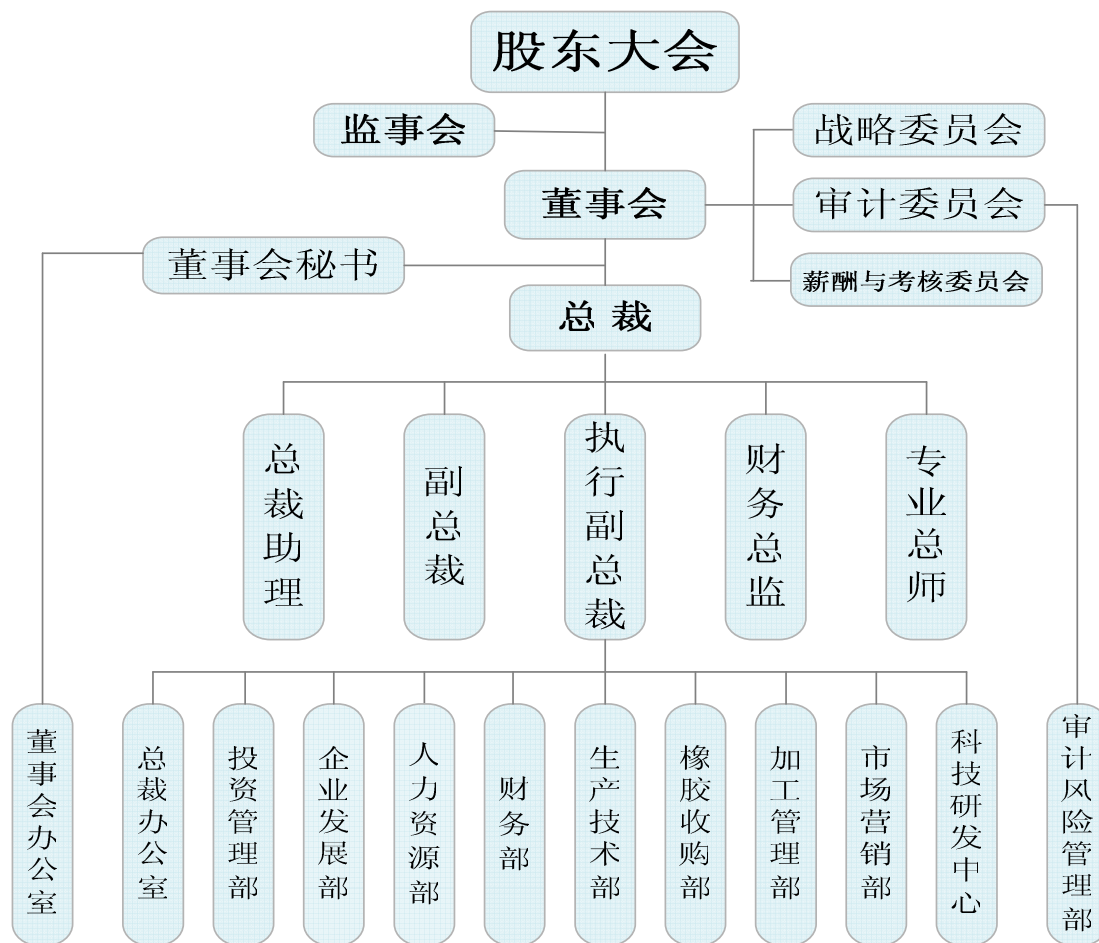 股东大会
监事会
战略委员会
董事会
审计委员会
董事会秘书
薪酬与考核委员会
总 裁
总裁助理
副总裁
执行副总裁
财务总监
专业总师
董事会办公室
总裁办公室
投资管理部
企业发展部
人力资源部
财务部
生产技术部
橡胶收购部
加工管理部
市场营销部
科技研发中心
审计风险管理部